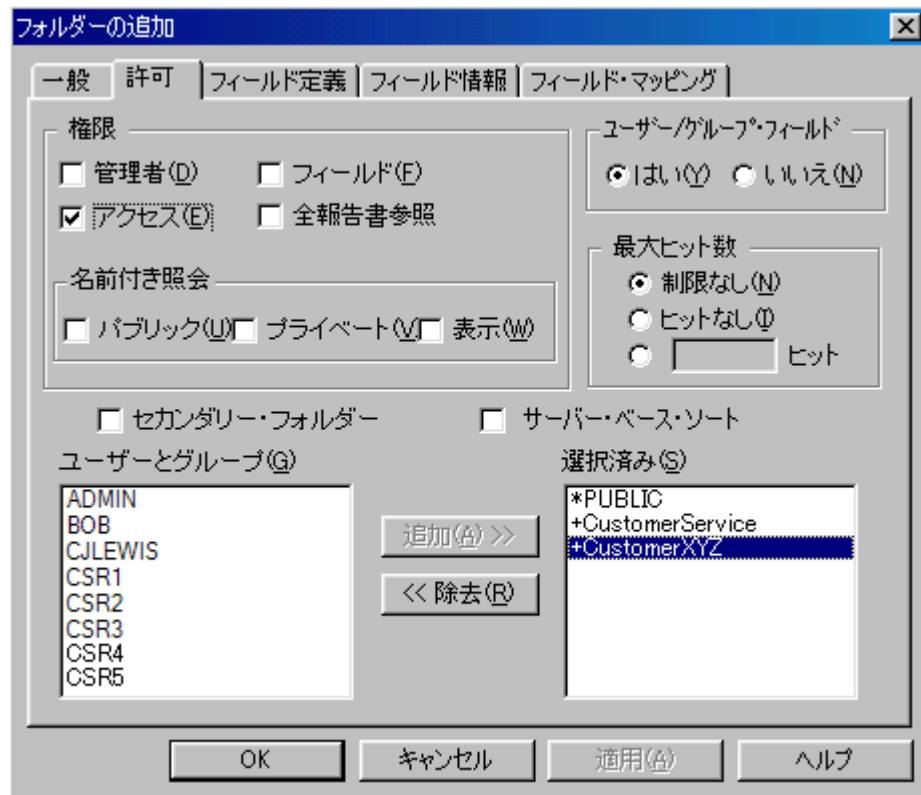 フォルダーの追加
一般 許可 フィールド定義 フィールド情報 フィールド・マッピング
権限
管理者(D) フィールド(F)
アクセス(E) 全報告書参照
名前付き照会
パブリック(U) プライベート(V) 表示(W)
ユーザー/グループ・フィールド
はい(Y) いいえ(N)
最大ヒット数
制限なし(N)
ヒットなし(I)
ヒット
セカンダリー・フォルダー サーバー・ベース・ソート
ユーザーとグループ(G)
ADMIN
BOB
CJLEWIS
CSR1
CSR2
CSR3
CSR4
CSR5
追加(A) >>
<< 除去(R)
選択済み(S)
*PUBLIC
+CustomerService
+CustomerXYZ
OK キャンセル 適用(A) ヘルプ